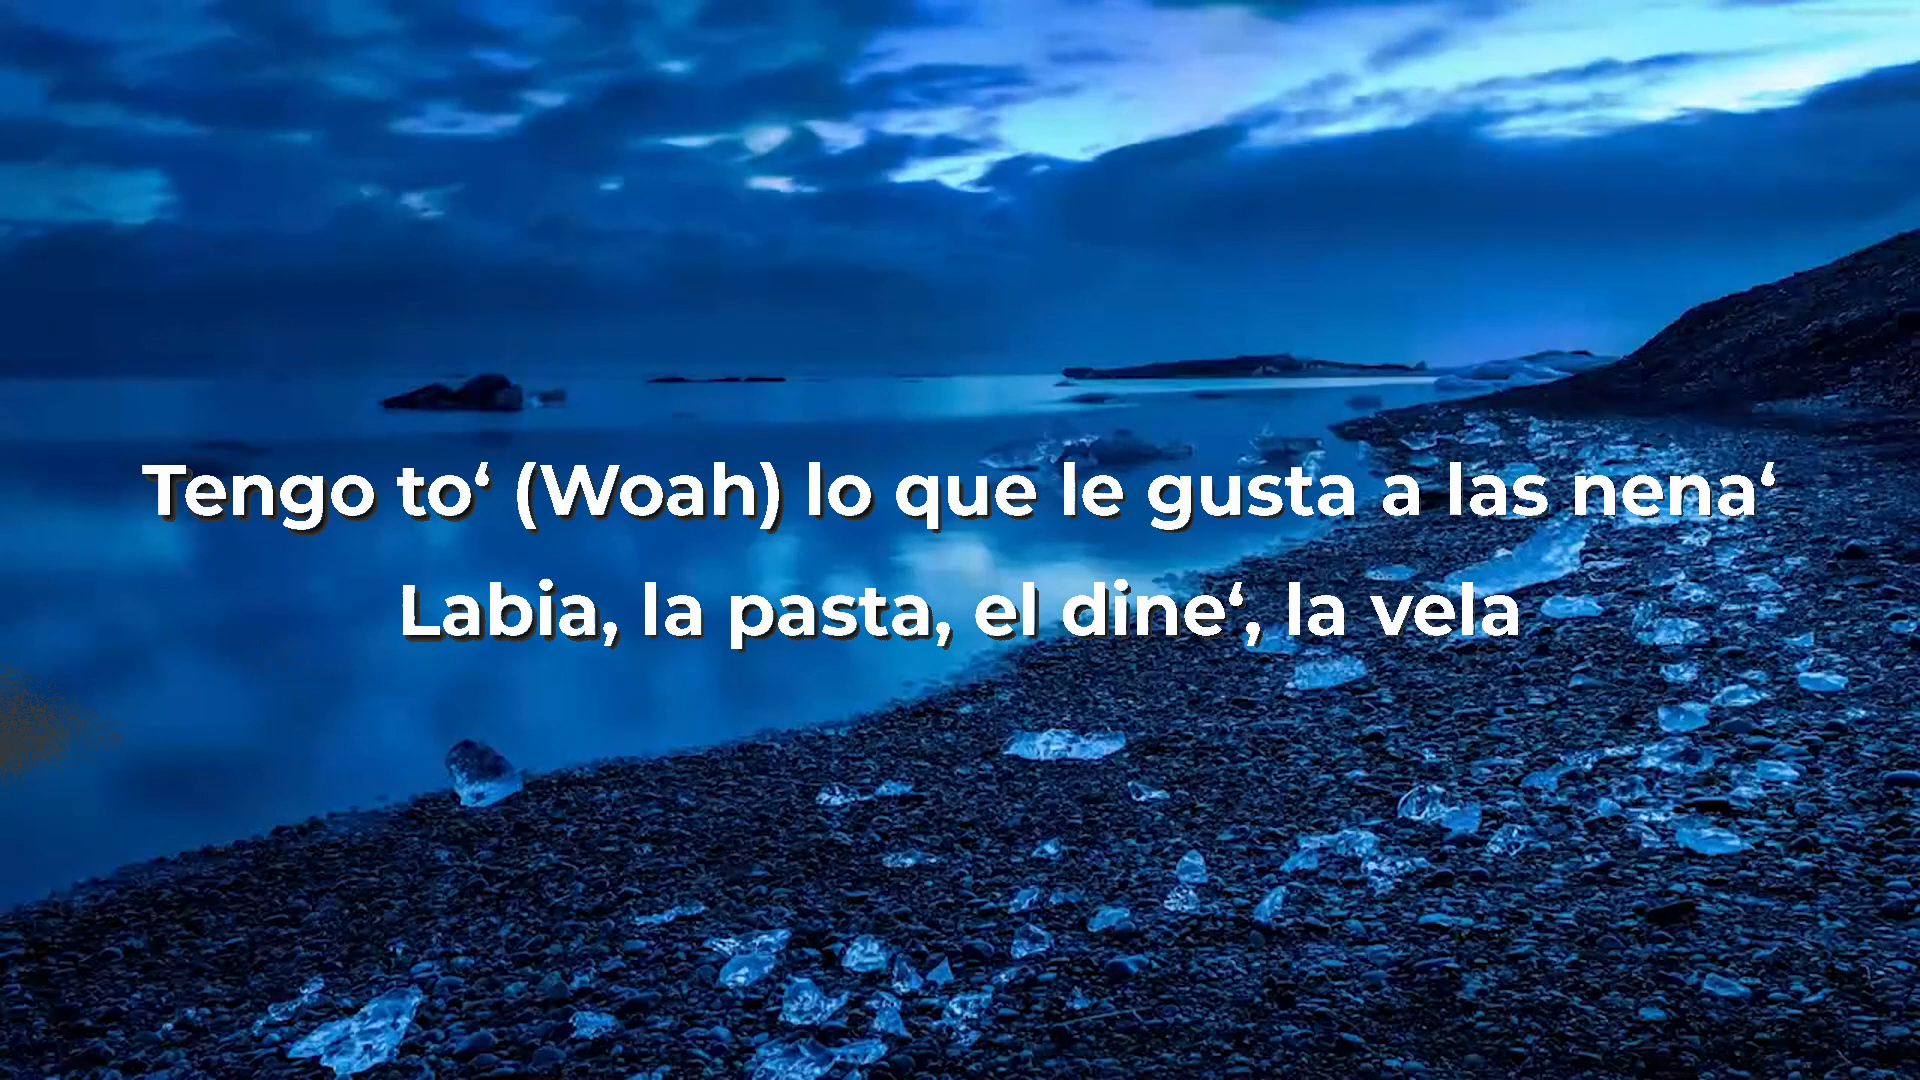 Tengo to‘ (Woah) lo que le gusta a las nena‘
Labia, la pasta, el dine‘, la vela